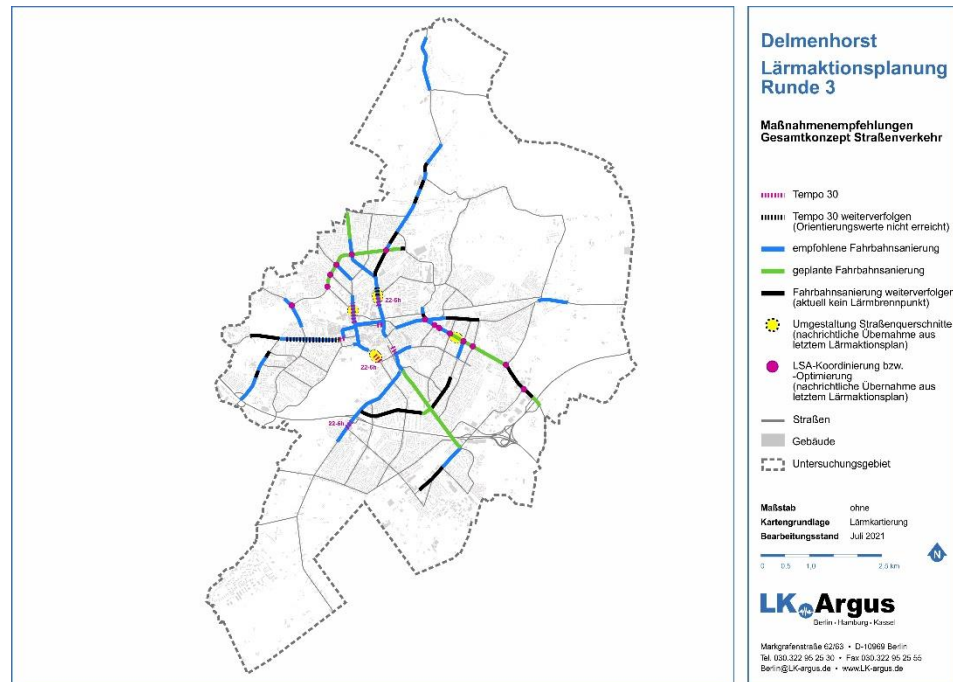 Delmenhorst
Lärmaktionsplanung
Runde 3
Maßnahmenempfehlungen
Gesamtkonzept Straßenverkehr
Tempo 30
Tempo 30 weiterverfolgen
(Orientierungswerte nicht erreicht)
empfohlene Fahrbahnsanierung
geplante Fahrbahnsanierung
Fahrbahnsanierung weiterverfolgen
(aktuell kein Lärmbrennpunkt)
Umgestaltung Straßenquerschnitte
(nachrichtliche Übernahme aus
letztem Lärmaktionsplan)
LSA-Koordinierung bzw.
-Optimierung
(nachrichtliche Übernahme aus
letztem Lärmaktionsplan)
Straßen
Gebäude
Untersuchungsgebiet
Maßstab ohne
Kartengrundlage Lärmkartierung
Bearbeitungsstand Juli 2021
N
0 0,5 1,0 2,0 km
LK Argus
Berlin - Hamburg - Kassel
Markgrafenstraße 62/63 • D-10969 Berlin
Tel. 030.322 95 25 30 • Fax 030.322 95 25 55
Berlin@LK-argus.de • www.LK-argus.de
22-6h
22-6h
22-6h